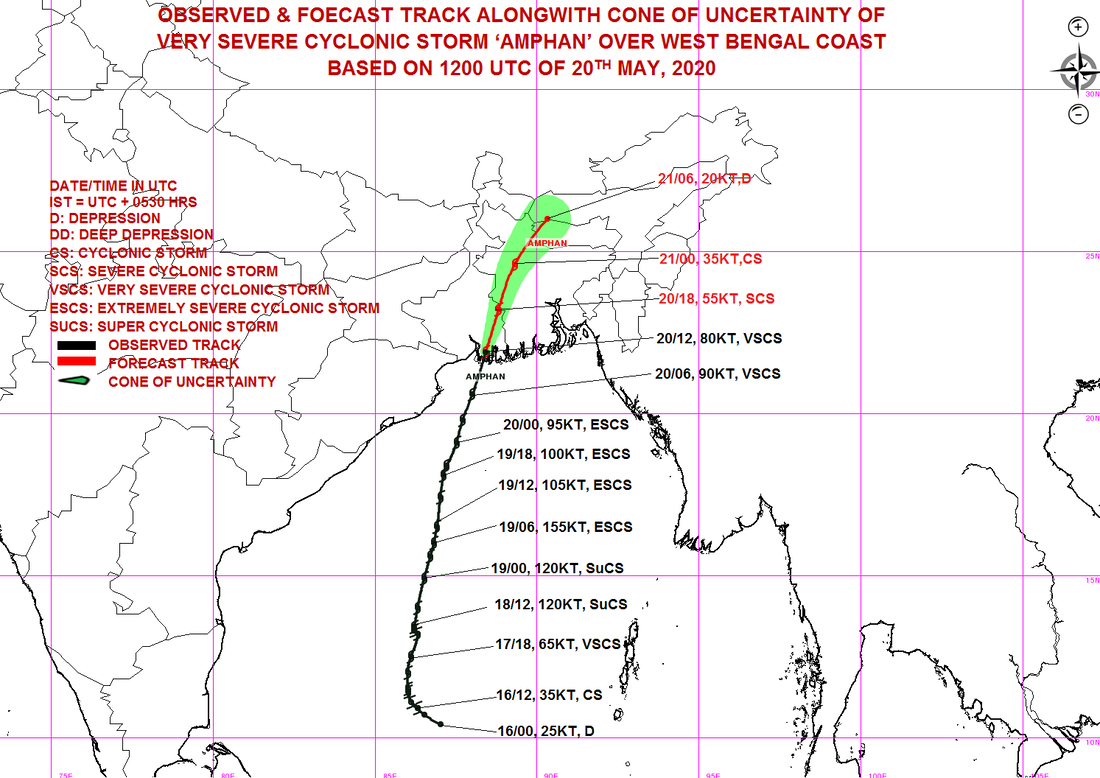 OBSERVED & FOECAST TRACK ALONGWITH CONE OF UNCERTAINTY OF
VERY SEVERE CYCLONIC STORM ‘AMPHAN’ OVER WEST BENGAL COAST
BASED ON 1200 UTC OF 20TH MAY, 2020
+
30N
−
21/06, 20KT,D
DATE/TIME IN UTC
IST = UTC + 0530 HRS
D: DEPRESSION
DD: DEEP DEPRESSION
CS: CYCLONIC STORM
SCS: SEVERE CYCLONIC STORM
VSCS: VERY SEVERE CYCLONIC STORM
ESCS: EXTREMELY SEVERE CYCLONIC STORM
SUCS: SUPER CYCLONIC STORM
OBSERVED TRACK
FORECAST TRACK
CONE OF UNCERTAINTY
AMPHAN
25N
21/00, 35KT,CS
20/18, 55KT, SCS
20/12, 80KT, VSCS
AMPHAN
20/06, 90KT, VSCS
20N
20/00, 95KT, ESCS
19/18, 100KT, ESCS
19/12, 105KT, ESCS
19/06, 155KT, ESCS
19/00, 120KT, SuCS
15N
18/12, 120KT, SuCS
17/18, 65KT, VSCS
16/12, 35KT, CS
16/00, 25KT, D
10N
75E
80E
85E
90E
95E
100E
105E